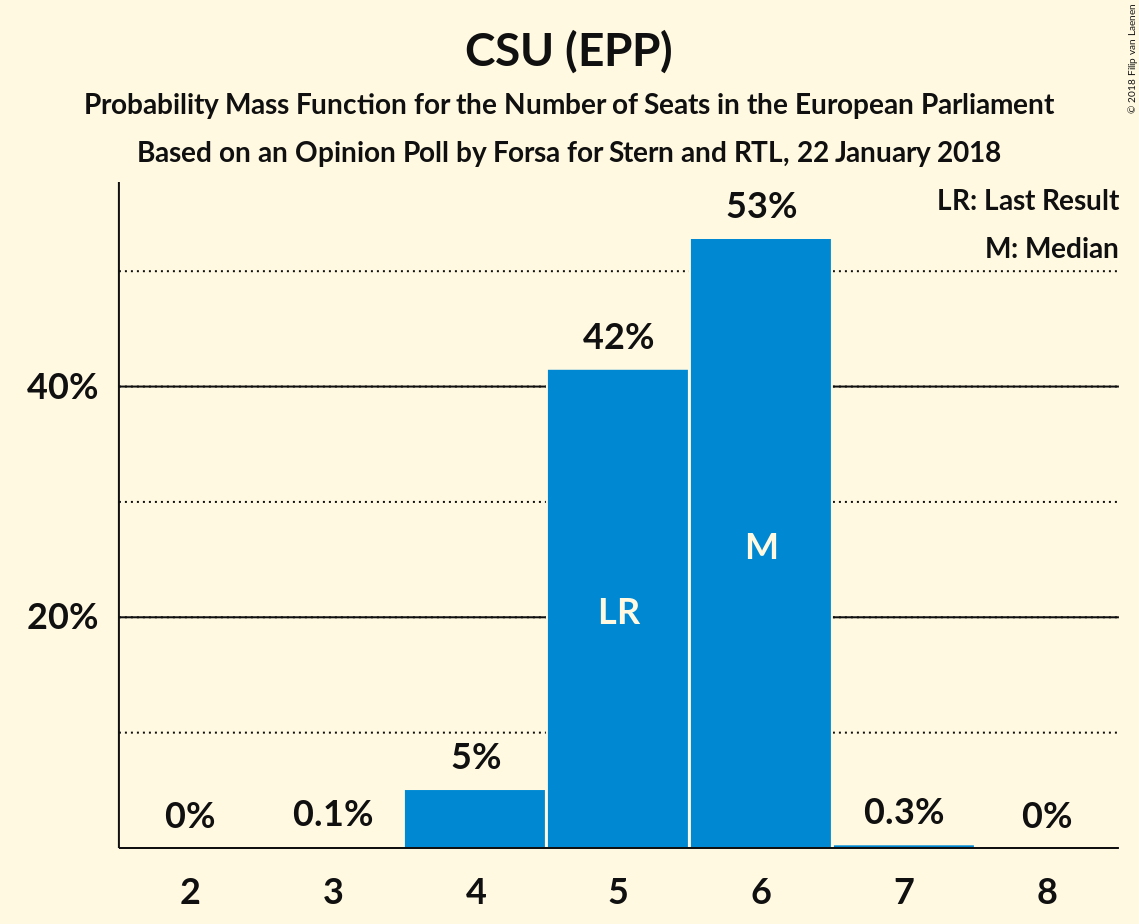 CSU (EPP)
Probability Mass Function for the Number of Seats in the European Parliament
Based on an Opinion Poll by Forsa for Stern and RTL, 22 January 2018
© 2018 Filip van Laenen
LR: Last Result
M: Median
53%
42%
40%
M
LR
20%
5%
0%
0.1%
0.3%
0%
2 3 4 5 6 7 8